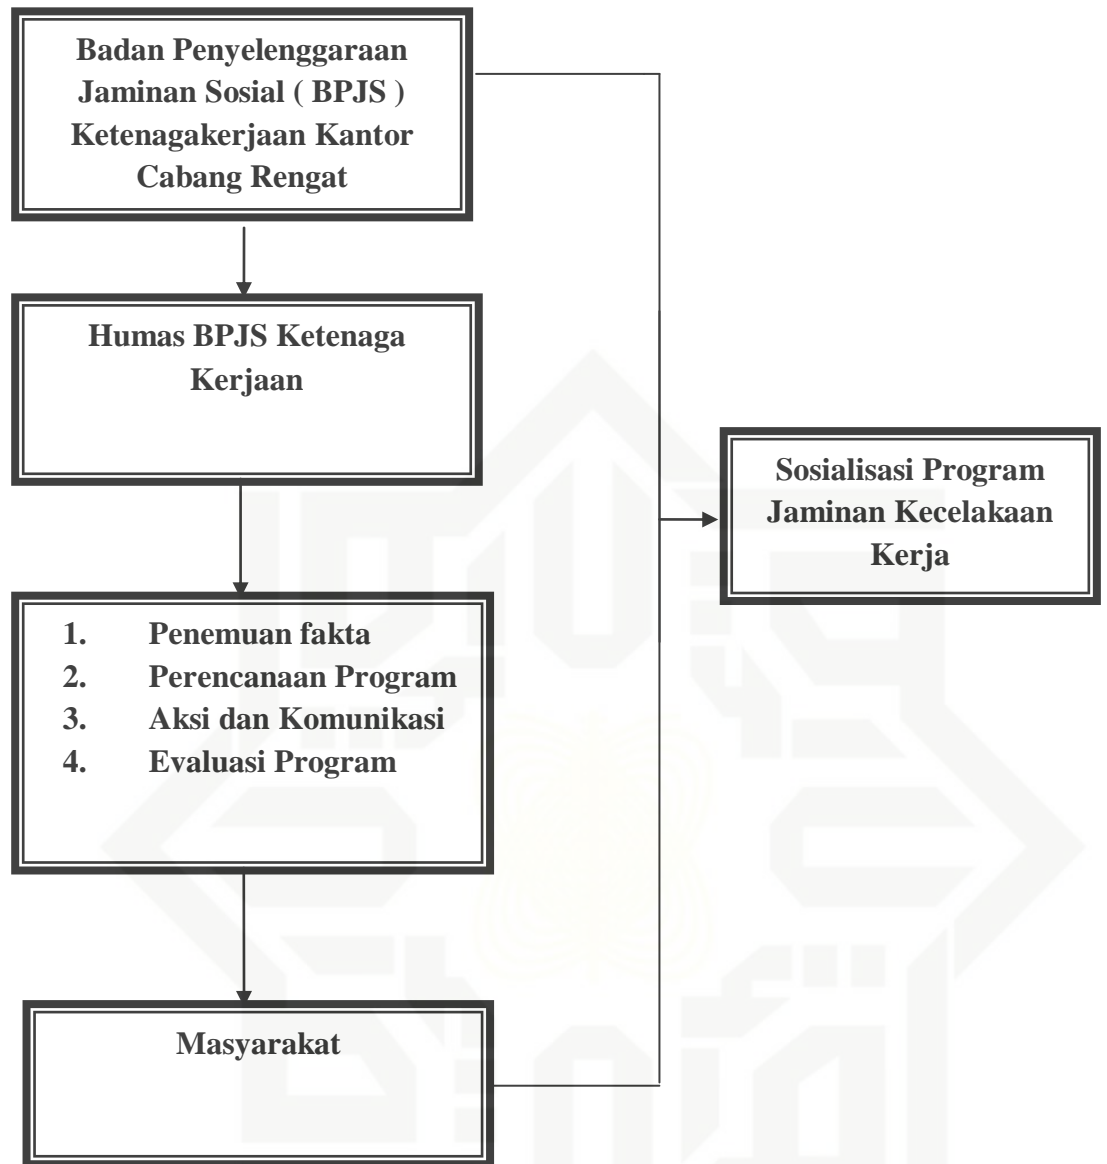 Badan Penyelenggaraan
Jaminan Sosial ( BPJS )
Ketenagakerjaan Kantor
Cabang Rengat
Humas BPJS Ketenaga
Kerjaan
Sosialisasi Program
Jaminan Kecelakaan
Kerja
1. Penemuan fakta
2. Perencanaan Program
3. Aksi dan Komunikasi
4. Evaluasi Program
Masyarakat